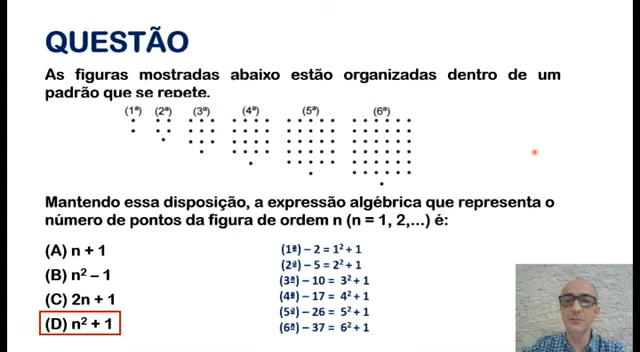 QUESTÃO
As figuras mostradas abaixo estão organizadas dentro de um
padrão que se repete.
(1ª) (2ª) (3ª) (4ª) (5ª) (6ª)
Mantendo essa disposição, a expressão algébrica que representa o
número de pontos da figura de ordem n (n = 1, 2,...) é:
(A) n + 1
(B) n² – 1
(C) 2n + 1
(D) n² + 1
(1ª) – 2 = 1² + 1
(2ª) – 5 = 2² + 1
(3ª) – 10 = 3² + 1
(4ª) – 17 = 4² + 1
(5ª) – 26 = 5² + 1
(6ª) – 37 = 6² + 1